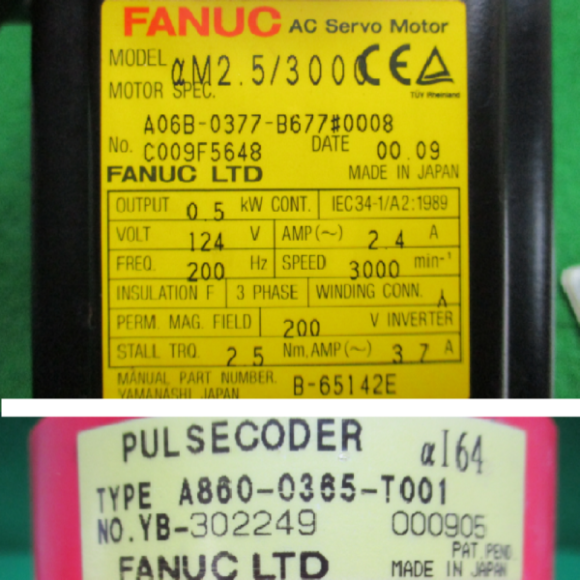 FANUC AC Servo Motor
MODEL αM2.5/3000 CE
TÜV Rheinland
MOTOR SPEC.
A06B-0377-B677#0008
No. C009F5648 DATE 00.09
FANUC LTD MADE IN JAPAN
OUTPUT 0.5 kW CONT. IEC34-1/A2:1989
VOLT 124 V AMP(~) 2.4 A
FREQ. 200 Hz SPEED 3000 min-1
INSULATION F 3 PHASE WINDING CONN. 人
PERM. MAG. FIELD 200 V INVERTER
STALL TRQ. 2.5 Nm, AMP(~) 3.7 A
MANUAL PART NUMBER. B-65142E
YAMANASHI JAPAN
PULSECODER αI64
TYPE A860-0365-T001
NO.YB-302249 000905
PAT. PEND.
FANUC LTD MADE IN JAPAN